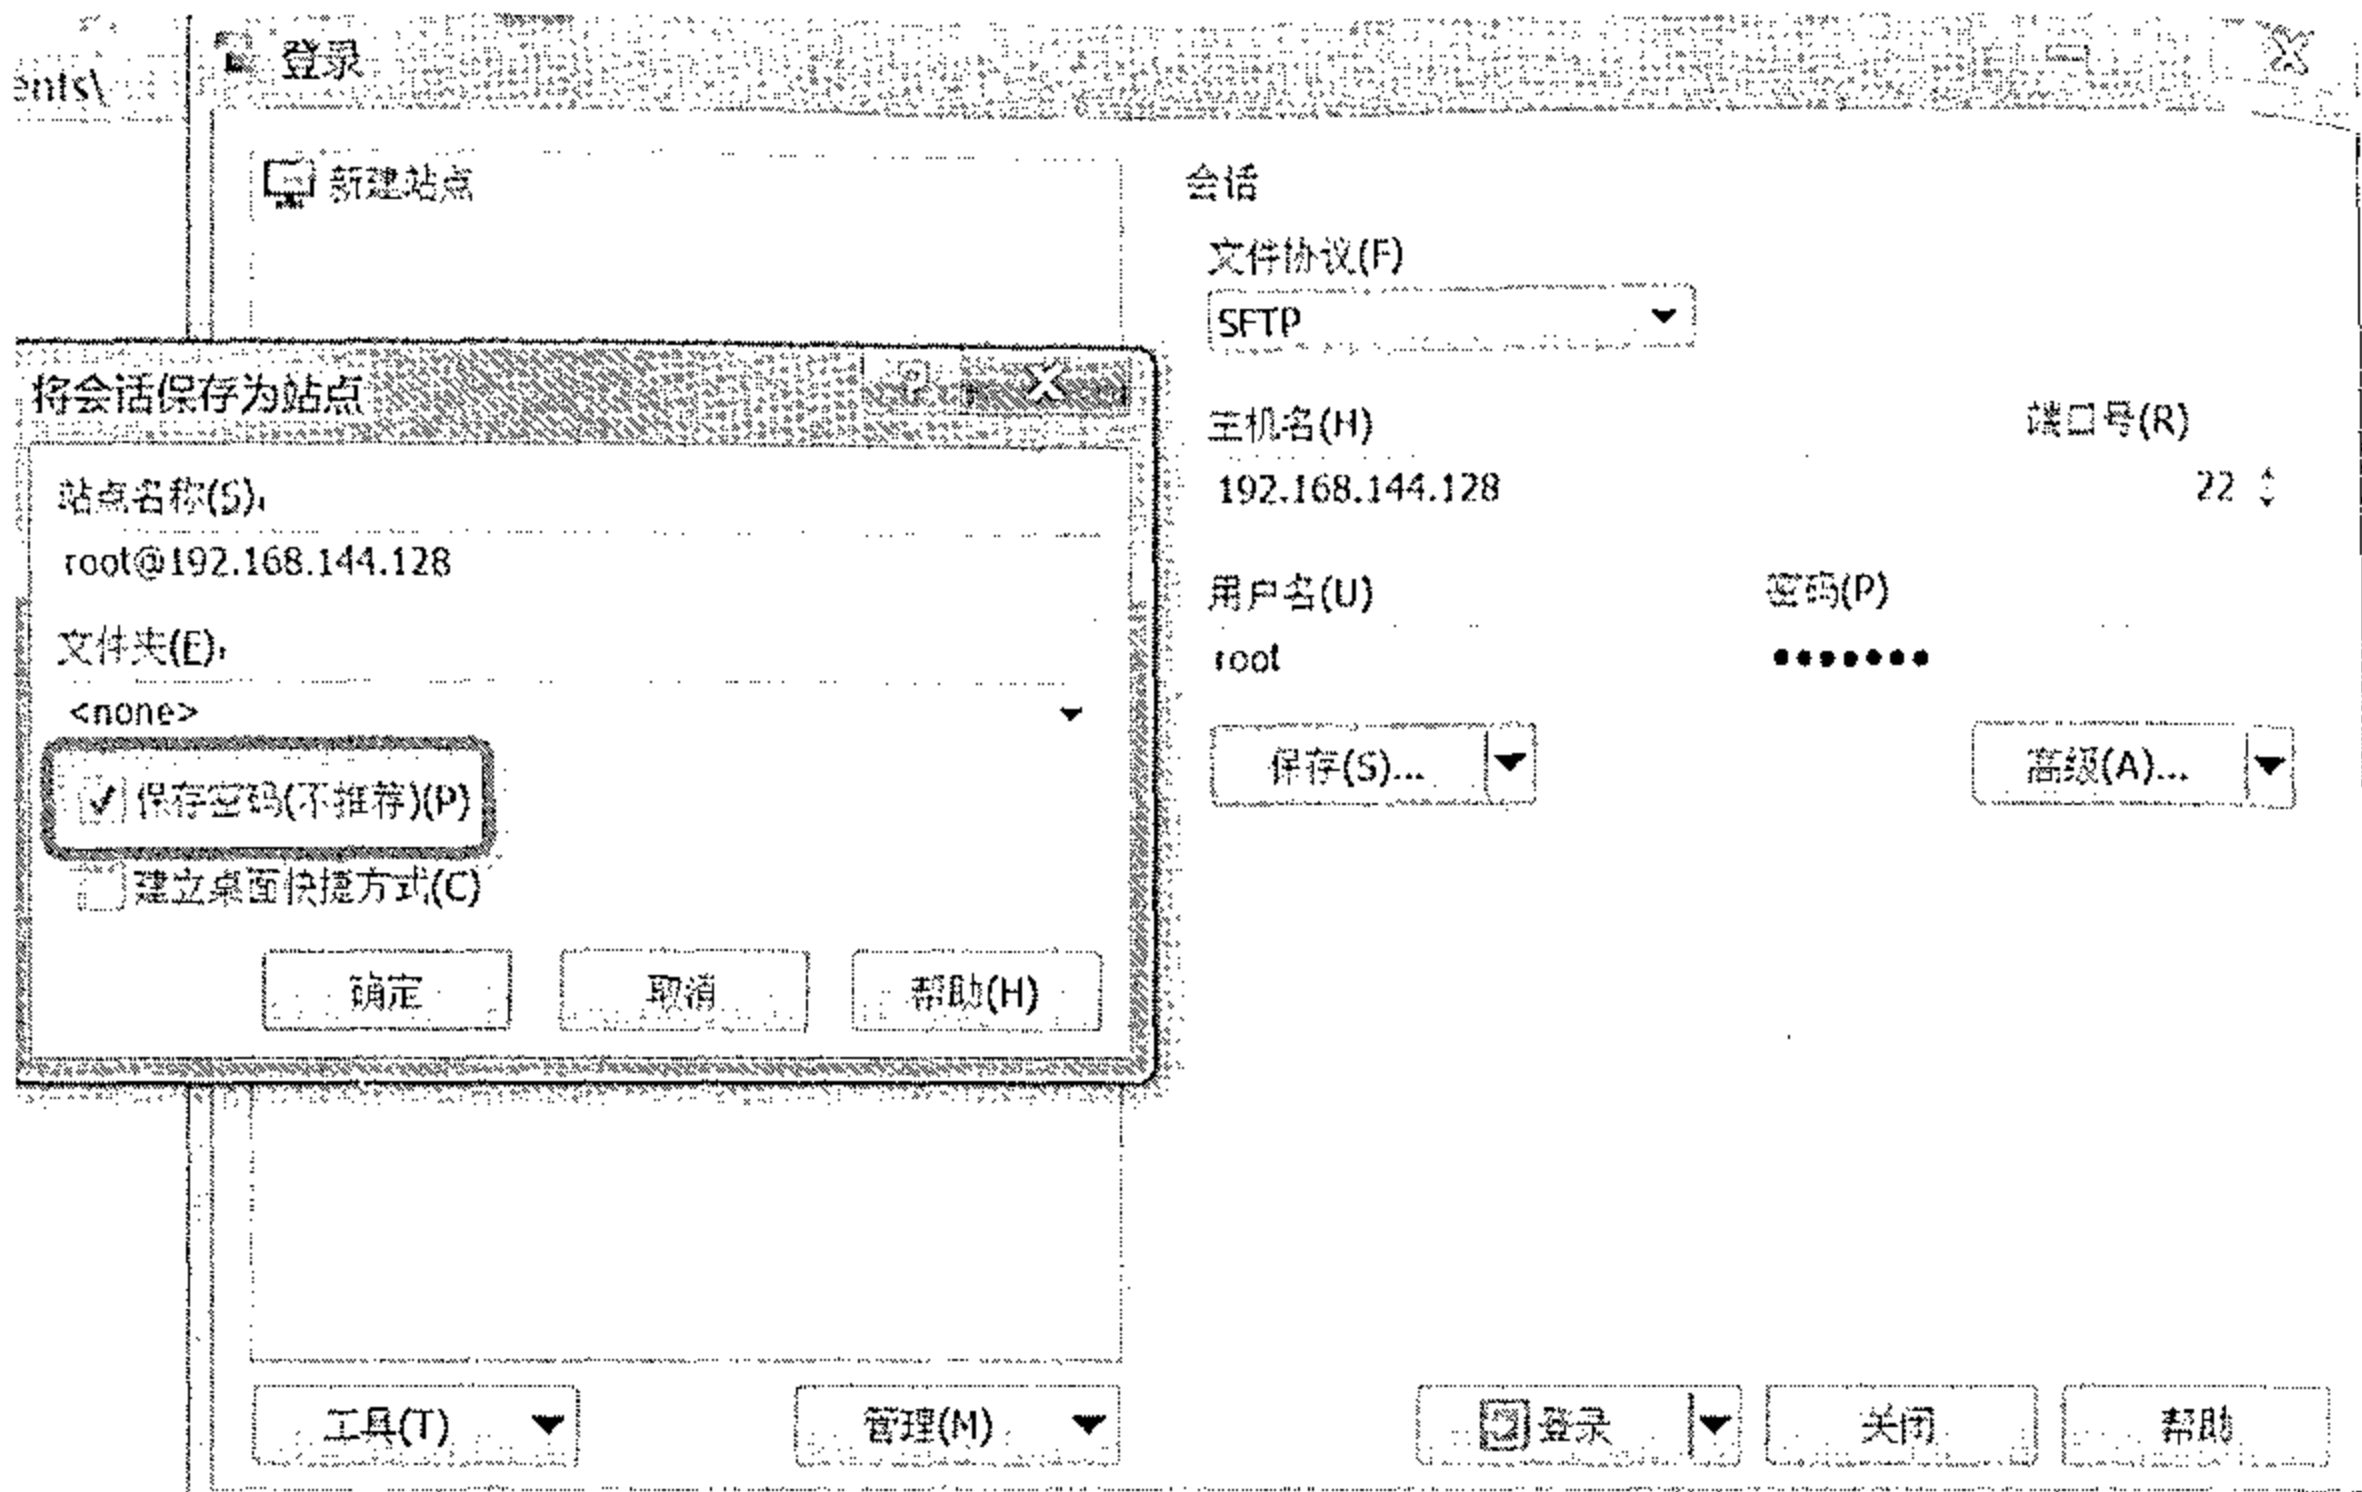 ents\
登录
新建站点
会话
文件协议(F)
SFTP
将会话保存为站点
主机名(H)
端口号(R)
192.168.144.128
22
站点名称(S):
root@192.168.144.128
用户名(U)
密码(P)
root
•••••••
文件夹(E):
<none>
保存(S)...
高级(A)...
保存密码(不推荐)(P)
建立桌面快捷方式(C)
确定
取消
帮助(H)
工具(T)
管理(M)
登录
关闭
帮助